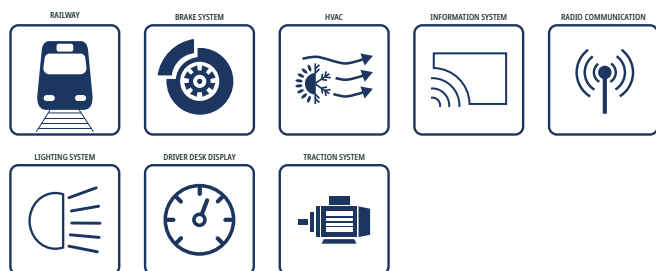 RAILWAY
BRAKE SYSTEM
HVAC
INFORMATION SYSTEM
RADIO COMMUNICATION
LIGHTING SYSTEM
DRIVER DESK DISPLAY
TRACTION SYSTEM